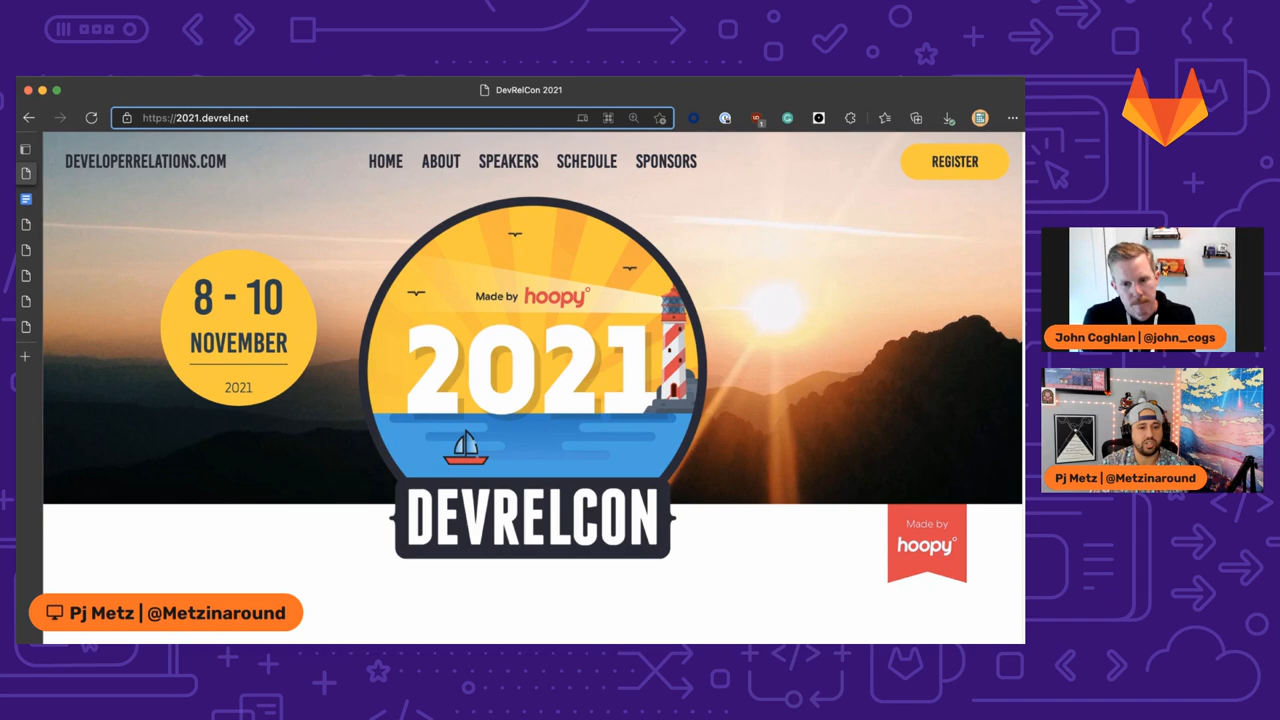 DevRelCon 2021
https://2021.devrel.net
1
DEVELOPERRELATIONS.COM
HOME
ABOUT
SPEAKERS
SCHEDULE
SPONSORS
REGISTER
8 - 10
NOVEMBER
2021
Made by hoopy
2021
DEVRELCON
Made by
hoopy
John Coghlan | @john_cogs
Pj Metz | @Metzinaround
Pj Metz | @Metzinaround